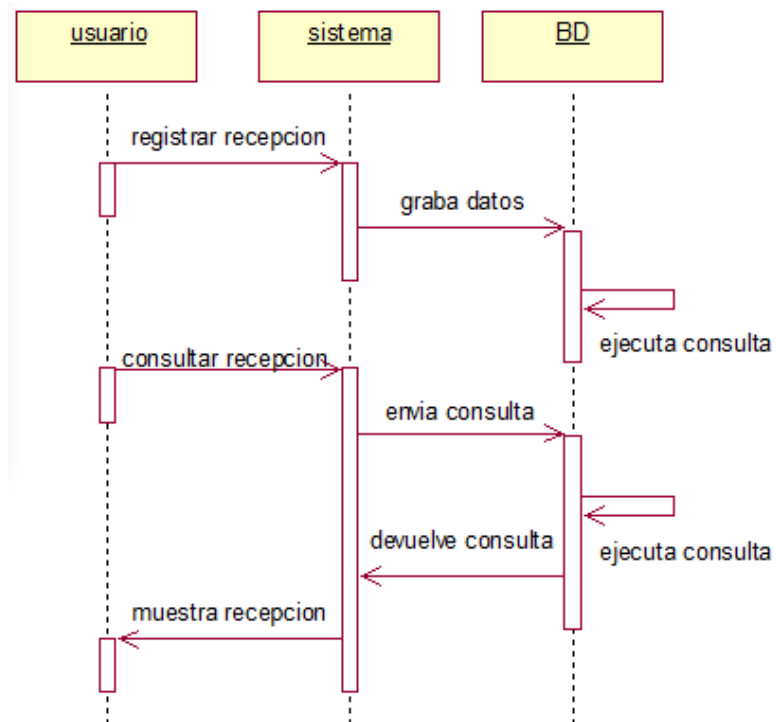 usuario
sistema
BD
registrar recepcion
graba datos
ejecuta consulta
consultar recepcion
envia consulta
devuelve consulta
ejecuta consulta
muestra recepcion